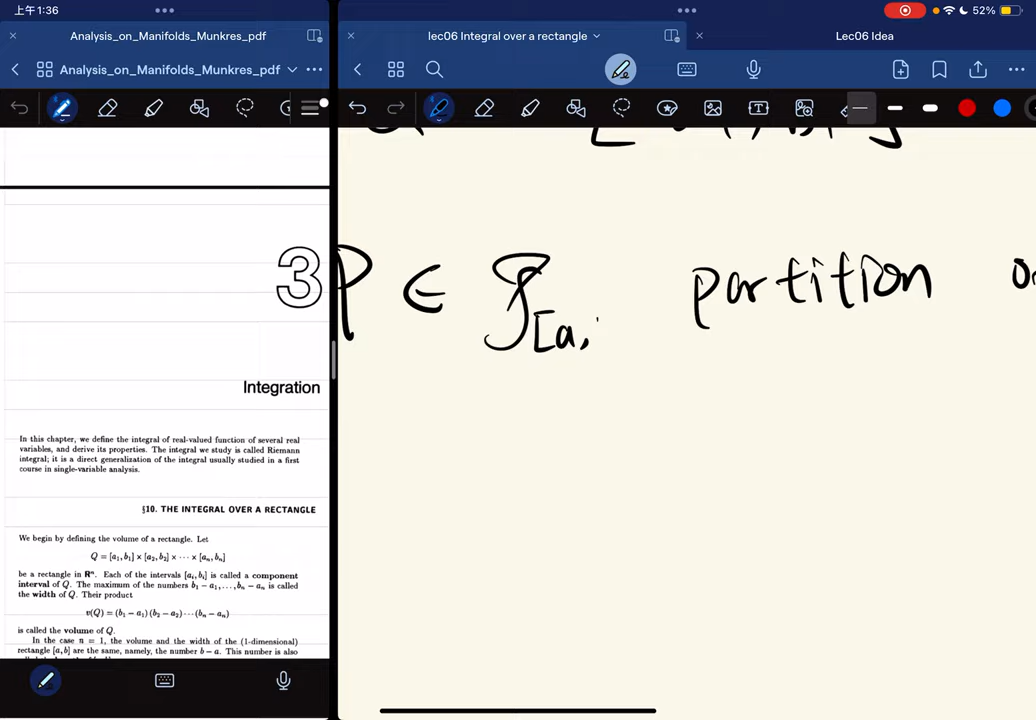 上午1:36
52%
Analysis_on_Manifolds_Munkres_pdf
lec06 Integral over a rectangle
Lec06 Idea
Analysis_on_Manifolds_Munkres_pdf
3
Integration
In this chapter, we define the integral of real-valued function of several real
variables, and derive its properties. The integral we study is called Riemann
integral; it is a direct generalization of the integral usually studied in a first
course in single-variable analysis.
§10. THE INTEGRAL OVER A RECTANGLE
We begin by defining the volume of a rectangle. Let
Q = [a₁, b₁] × [a₂, b₂] × ⋯ × [aₙ, bₙ]
be a rectangle in Rⁿ. Each of the intervals [aᵢ, bᵢ] is called a component
interval of Q. The maximum of the numbers b₁ − a₁, . . . , bₙ − aₙ is called
the width of Q. Their product
v(Q) = (b₁ − a₁)(b₂ − a₂) ⋯ (bₙ − aₙ)
is called the volume of Q.
In the case n = 1, the volume and the width of the (1-dimensional)
rectangle [a, b] are the same, namely, the number b − a. This number is also
P ∈ 𝒫[a, partition